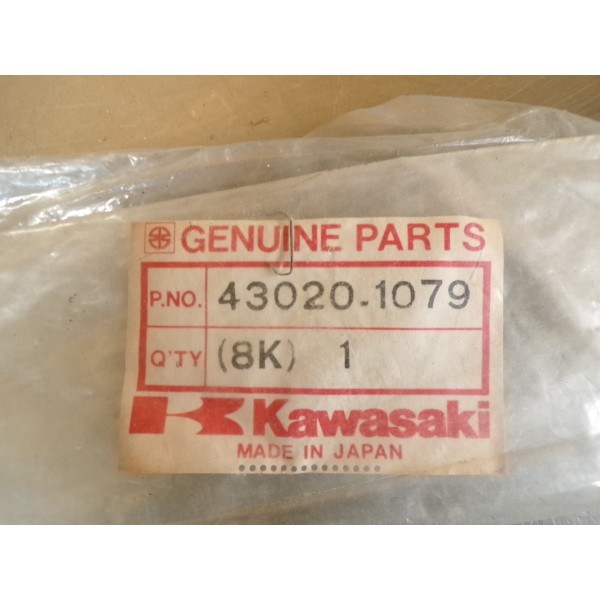 GENUINE PARTS
P.NO. 43020-1079
Q'TY (8K) 1
Kawasaki
MADE IN JAPAN